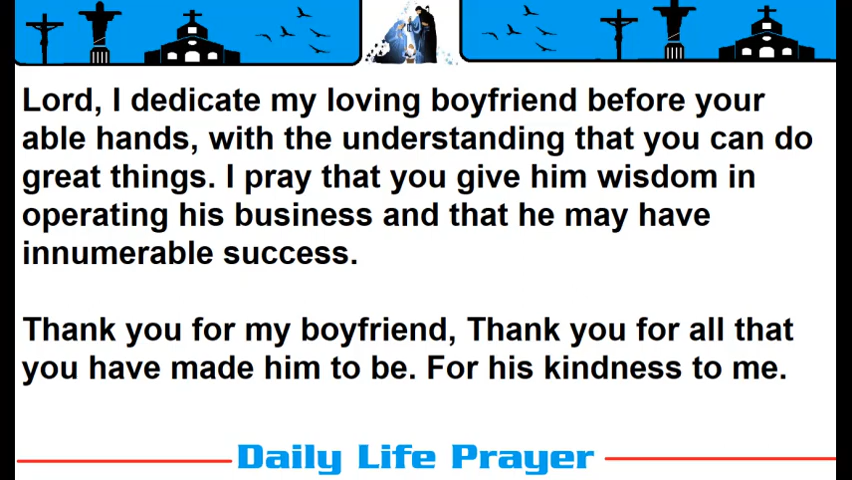 Lord, I dedicate my loving boyfriend before your
able hands, with the understanding that you can do
great things. I pray that you give him wisdom in
operating his business and that he may have
innumerable success.
Thank you for my boyfriend, Thank you for all that
you have made him to be. For his kindness to me.
Daily Life Prayer